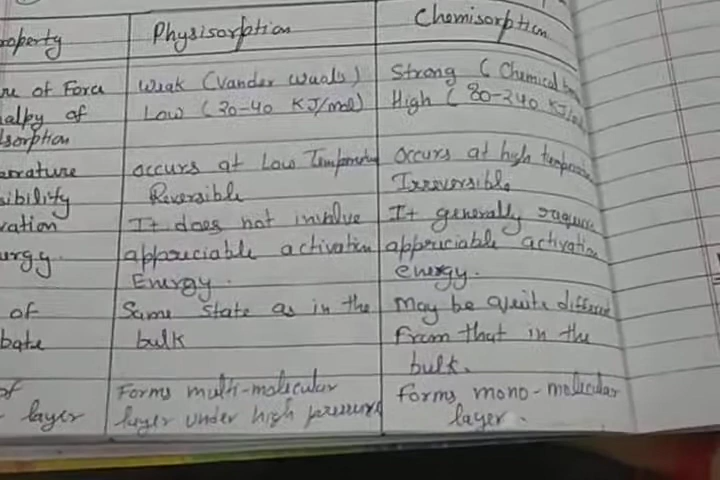 roperty Physisorption Chemisorption
re of Force Weak (Vander Waals) Strong (Chemical
alpy of Low (20-40 KJ/mol) High (80-240 KJ/
sorption
erature occurs at Low Temperatu Occurs at high temperature
sibility Reversible Irreversible
vation It does not involve It generally require
ergy. appreciable activation appreciable activation
Energy. energy.
of Same state as in the May be quite different
bate bulk from that in the
bulk.
of Forms multi-molecular forms mono-molecular
layer layer under high pressure layer.